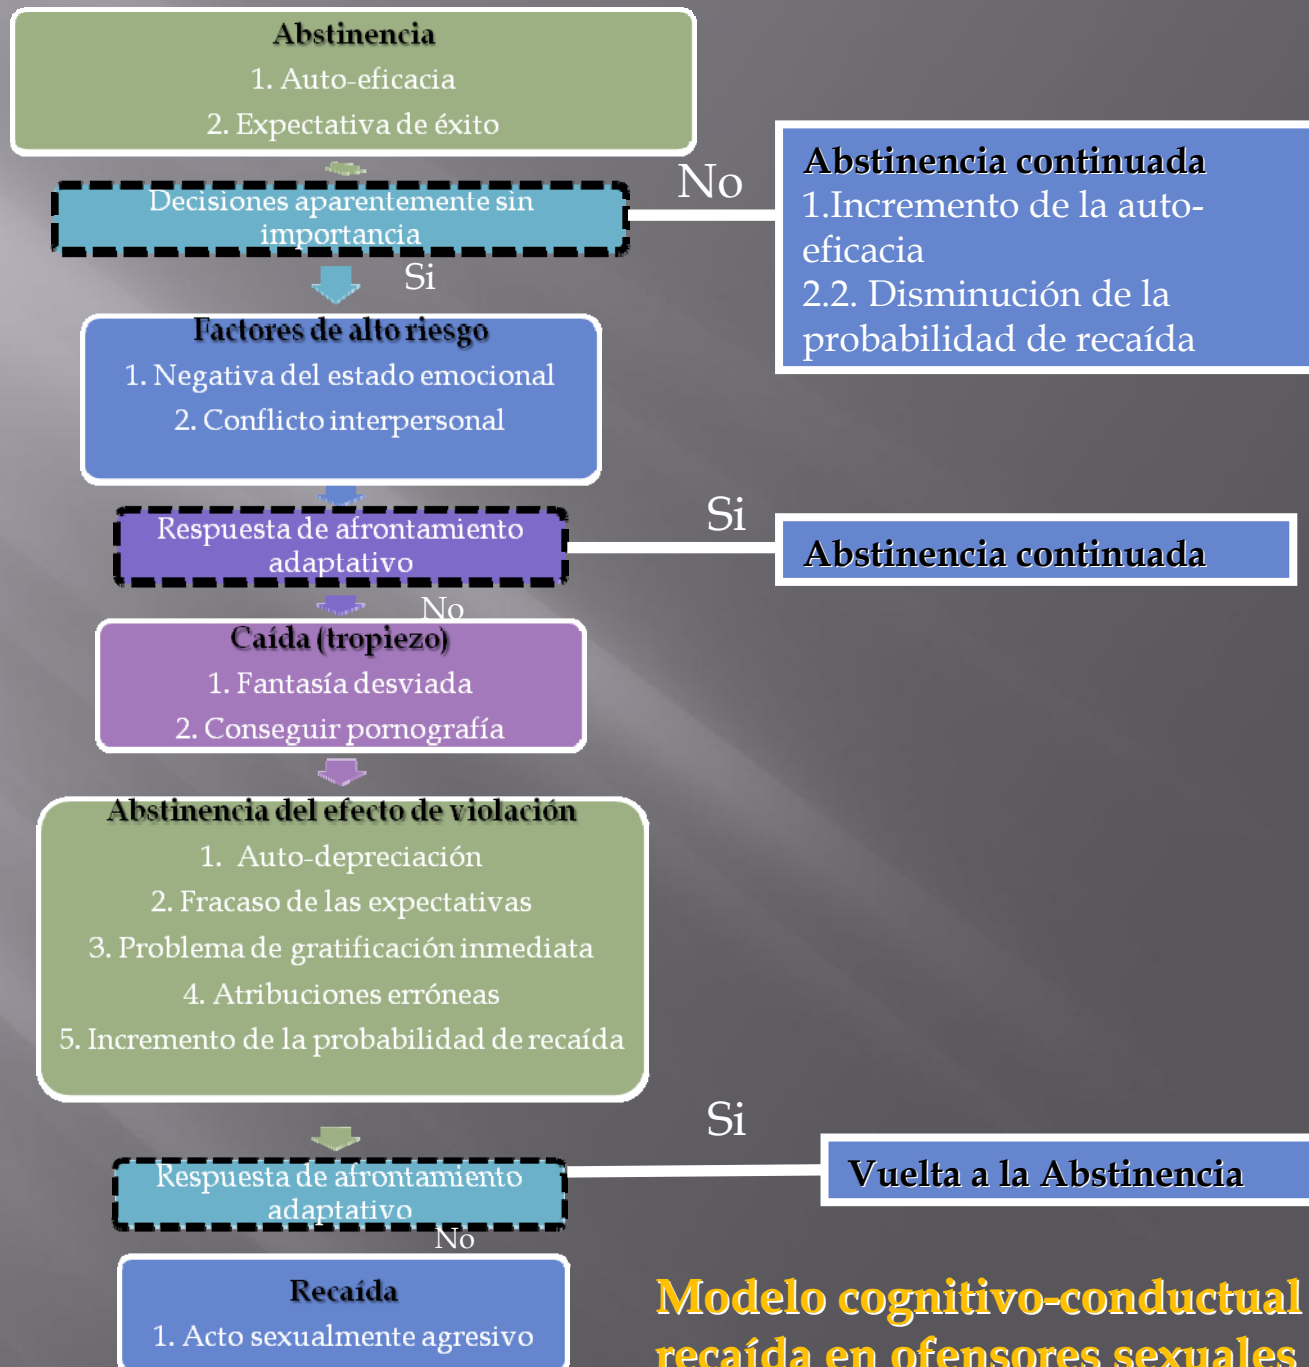 Abstinencia
1. Auto-eficacia
2. Expectativa de éxito
No
Abstinencia continuada
1.Incremento de la auto-
eficacia
2.2. Disminución de la
probabilidad de recaída
Decisiones aparentemente sin
importancia
Si
Factores de alto riesgo
1. Negativa del estado emocional
2. Conflicto interpersonal
Respuesta de afrontamiento
adaptativo
Si
Abstinencia continuada
No
Caída (tropiezo)
1. Fantasía desviada
2. Conseguir pornografía
Abstinencia del efecto de violación
1. Auto-depreciación
2. Fracaso de las expectativas
3. Problema de gratificación inmediata
4. Atribuciones erróneas
5. Incremento de la probabilidad de recaída
Respuesta de afrontamiento
adaptativo
Si
Vuelta a la Abstinencia
No
Recaída
1. Acto sexualmente agresivo
Modelo cognitivo-conductual
recaída en ofensores sexuales